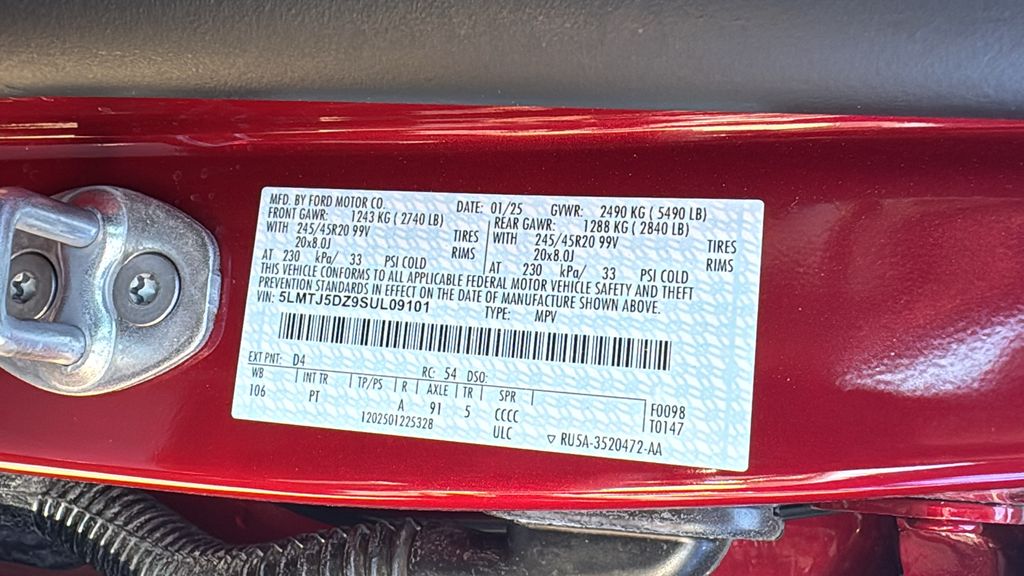 MFD. BY FORD MOTOR CO.
DATE: 01/25 GVWR: 2490 KG ( 5490 LB)
FRONT GAWR: 1243 KG ( 2740 LB) REAR GAWR: 1288 KG ( 2840 LB)
WITH 245/45R20 99V TIRES WITH 245/45R20 99V TIRES
20x8.0J RIMS 20x8.0J RIMS
AT 230 kPa/ 33 PSI COLD AT 230 kPa/ 33 PSI COLD
THIS VEHICLE CONFORMS TO ALL APPLICABLE FEDERAL MOTOR VEHICLE SAFETY AND THEFT
PREVENTION STANDARDS IN EFFECT ON THE DATE OF MANUFACTURE SHOWN ABOVE.
VIN: 5LMTJ5DZ9SUL09101 TYPE: MPV
EXT PNT: D4 RC: 54 DSO:
WB INT TR TP/PS R AXLE TR SPR
106 PT A 91 5 CCCC F0098
1202501225328 ULC T0147
▽ RU5A-3520472-AA